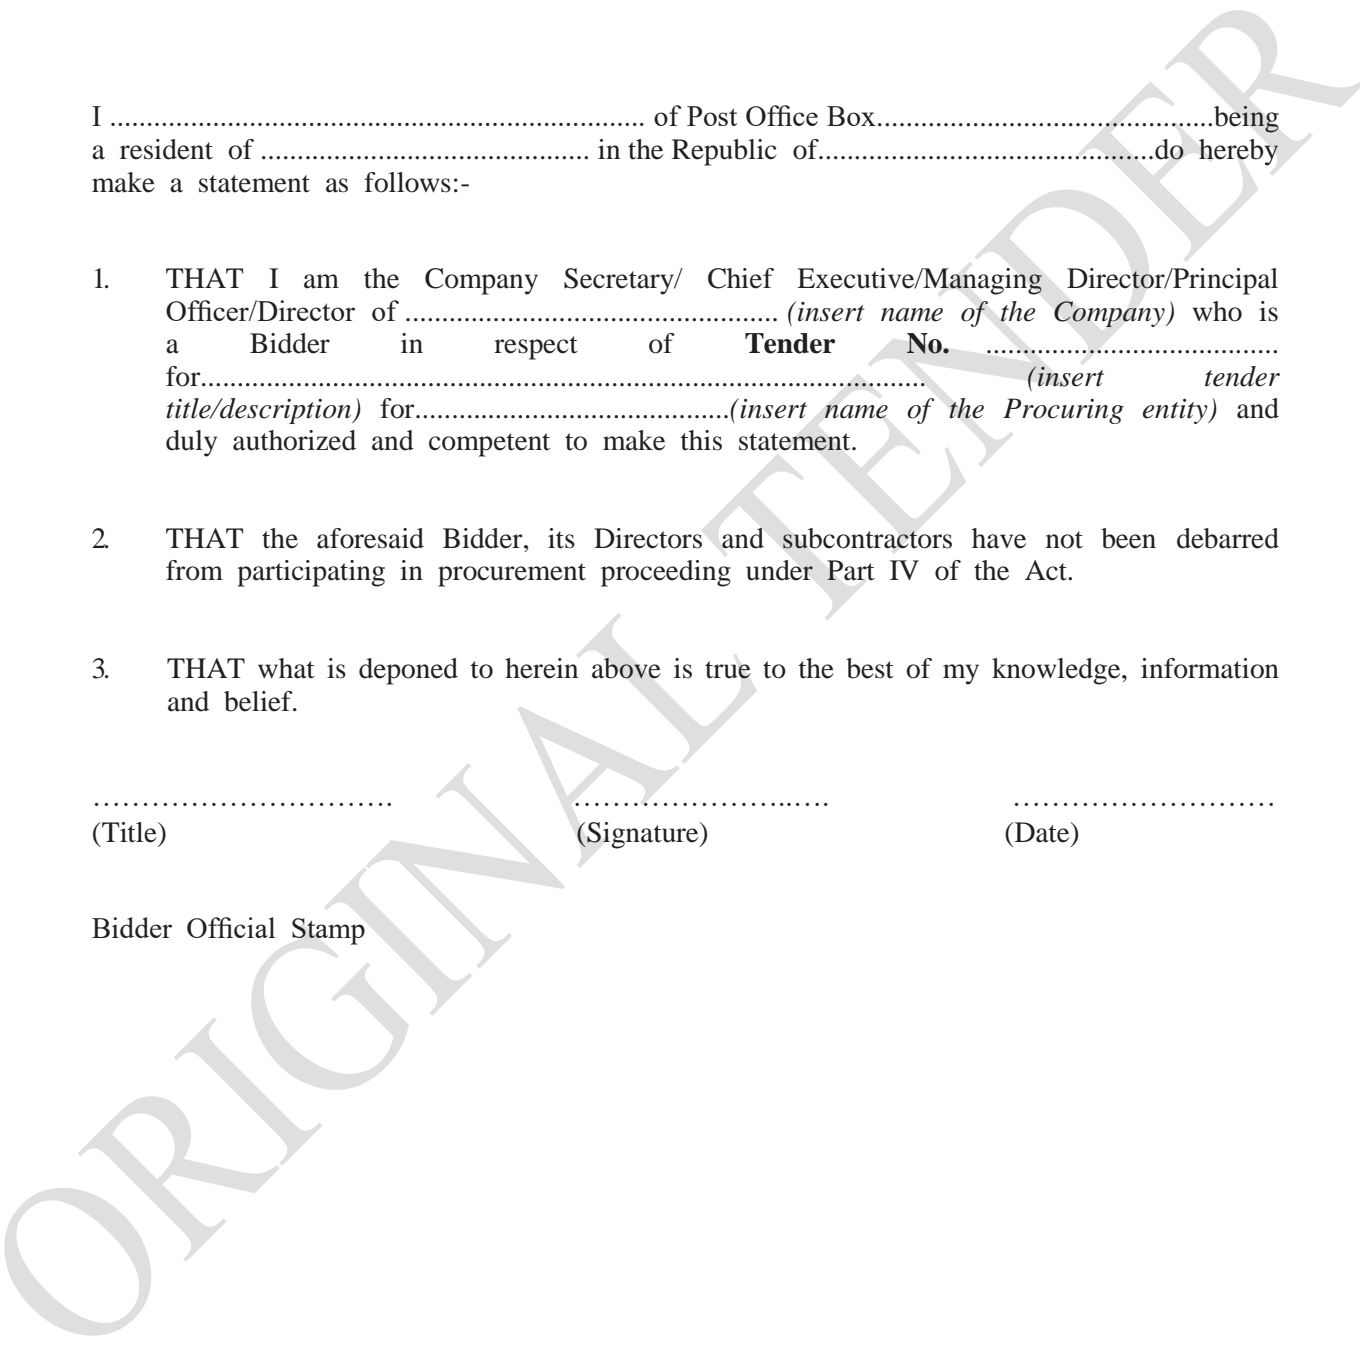 I ......................................................................... of Post Office Box..............................................being
a resident of ............................................. in the Republic of..............................................do hereby
make a statement as follows:-
1. THAT I am the Company Secretary/ Chief Executive/Managing Director/Principal
Officer/Director of ................................................... (insert name of the Company) who is
a Bidder in respect of Tender No. ........................................
for................................................................................................... (insert tender
title/description) for...........................................(insert name of the Procuring entity) and
duly authorized and competent to make this statement.
2. THAT the aforesaid Bidder, its Directors and subcontractors have not been debarred
from participating in procurement proceeding under Part IV of the Act.
3. THAT what is deponed to herein above is true to the best of my knowledge, information
and belief.
…………………………. …………………..…. ………………………
(Title) (Signature) (Date)
Bidder Official Stamp
ORIGINAL TENDER